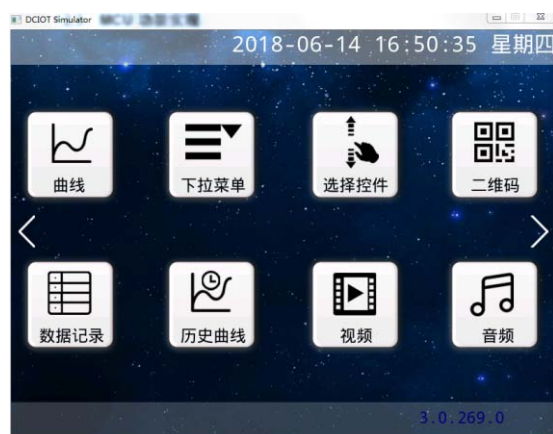 DCIOT Simulator
2018-06-14 16:50:35 星期四
曲线
下拉菜单
选择控件
二维码
数据记录
历史曲线
视频
音频
3.0.269.0